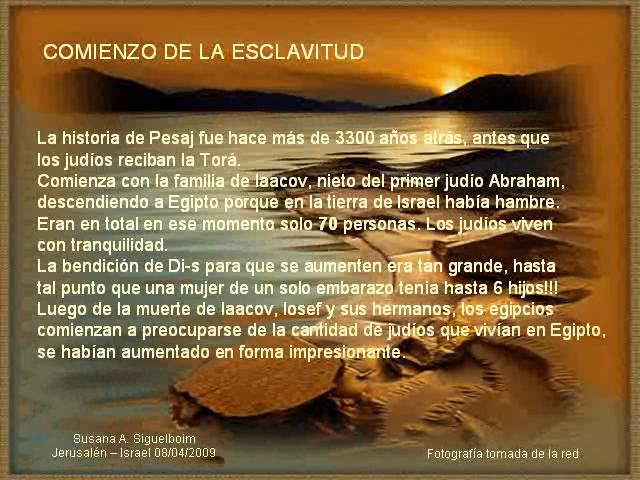 COMIENZO DE LA ESCLAVITUD
La historia de Pesaj fue hace más de 3300 años atrás, antes que
los judíos reciban la Torá.
Comienza con la familia de Iaacov, nieto del primer judío Abraham,
descendiendo a Egipto porque en la tierra de Israel había hambre.
Eran en total en ese momento solo 70 personas. Los judíos viven
con tranquilidad.
La bendición de Di-s para que se aumenten era tan grande, hasta
tal punto que una mujer de un solo embarazo tenía hasta 6 hijos!!!
Luego de la muerte de Iaacov, Iosef y sus hermanos, los egipcios
comienzan a preocuparse de la cantidad de judíos que vivían en Egipto,
se habían aumentado en forma impresionante.
Susana A. Siguelboim
Jerusalén – Israel 08/04/2009
Fotografía tomada de la red